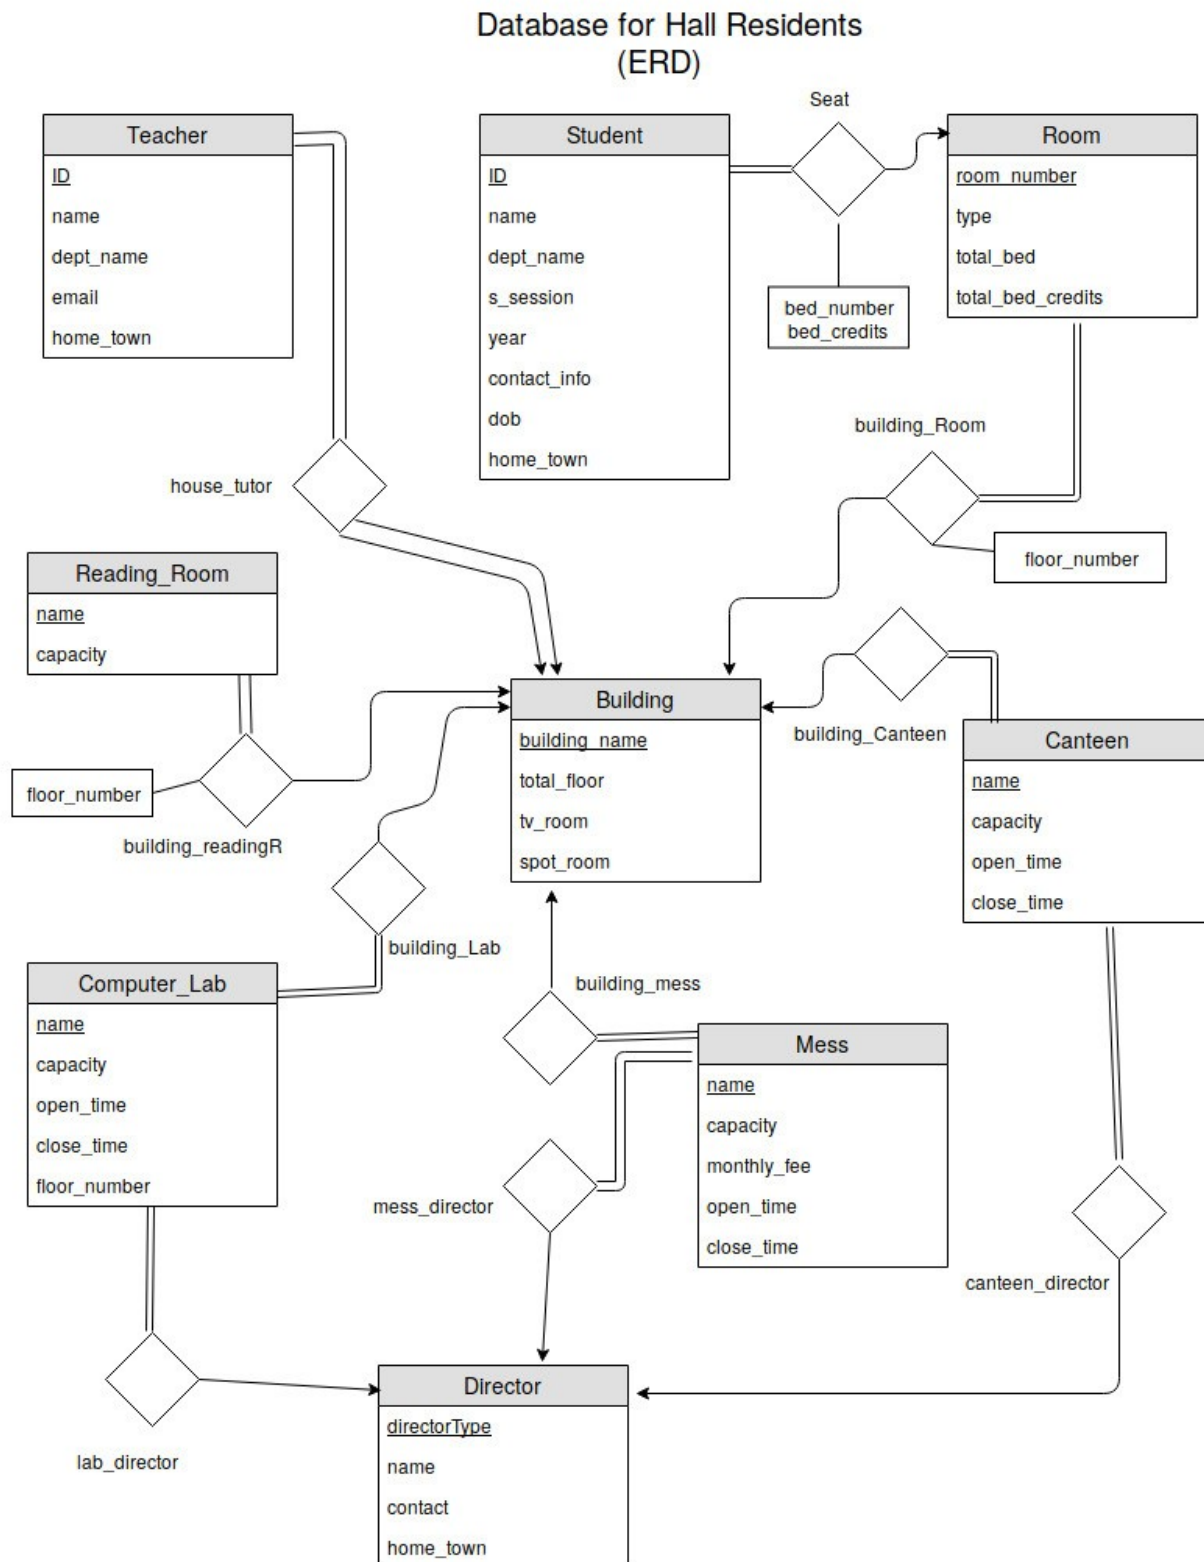 Database for Hall Residents
(ERD)
Teacher
ID
name
dept_name
email
home_town
Student
ID
name
dept_name
s_session
year
contact_info
dob
home_town
Seat
bed_number
bed_credits
Room
room_number
type
total_bed
total_bed_credits
building_Room
floor_number
house_tutor
Reading_Room
name
capacity
floor_number
building_readingR
Building
building_name
total_floor
tv_room
spot_room
building_Canteen
Canteen
name
capacity
open_time
close_time
building_Lab
Computer_Lab
name
capacity
open_time
close_time
floor_number
building_mess
Mess
name
capacity
monthly_fee
open_time
close_time
mess_director
canteen_director
lab_director
Director
directorType
name
contact
home_town